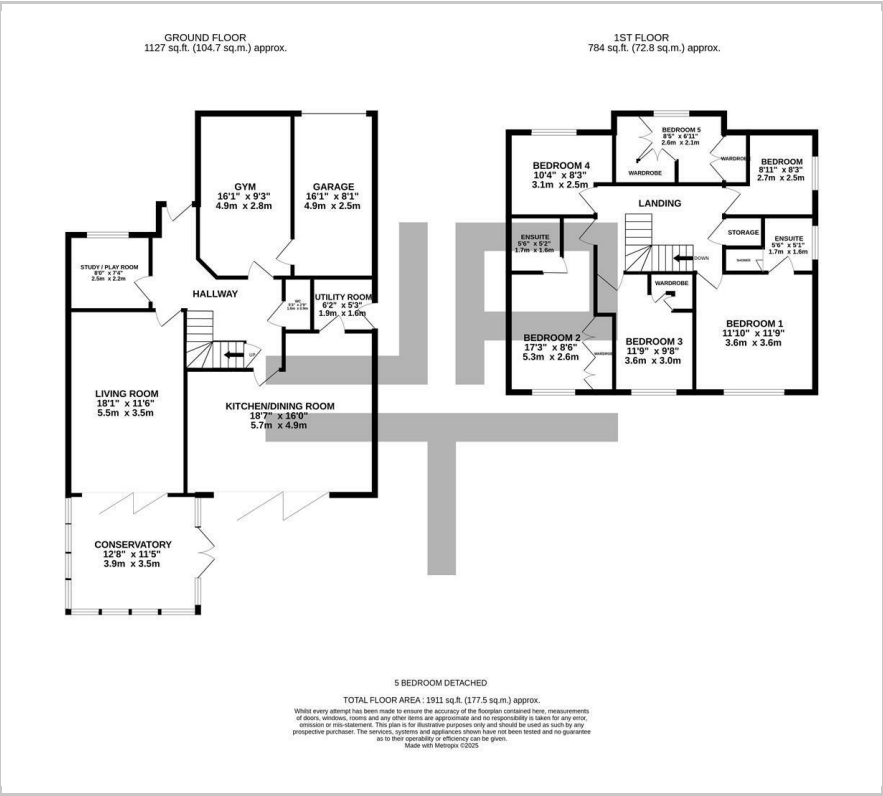 GROUND FLOOR
1127 sq.ft. (104.7 sq.m.) approx.
1ST FLOOR
784 sq.ft. (72.8 sq.m.) approx.
GYM
16'1" x 9'3"
4.9m x 2.8m
GARAGE
16'1" x 8'1"
4.9m x 2.5m
STUDY / PLAY ROOM
8'0" x 7'4"
2.5m x 2.2m
HALLWAY
WC
UTILITY ROOM
6'2" x 5'3"
1.9m x 1.6m
UP
LIVING ROOM
18'1" x 11'6"
5.5m x 3.5m
KITCHEN/DINING ROOM
18'7" x 16'0"
5.7m x 4.9m
CONSERVATORY
12'8" x 11'5"
3.9m x 3.5m
BEDROOM 5
8'5" x 6'11"
2.6m x 2.1m
WARDROBE
WARDROBE
BEDROOM 4
10'4" x 8'3"
3.1m x 2.5m
BEDROOM
8'11" x 8'3"
2.7m x 2.5m
LANDING
STORAGE
ENSUITE
5'6" x 5'2"
1.7m x 1.6m
ENSUITE
5'6" x 5'1"
1.7m x 1.6m
SHOWER
DOWN
WARDROBE
BEDROOM 1
11'10" x 11'9"
3.6m x 3.6m
BEDROOM 2
17'3" x 8'6"
5.3m x 2.6m
WARDROBE
BEDROOM 3
11'9" x 9'8"
3.6m x 3.0m
5 BEDROOM DETACHED
TOTAL FLOOR AREA : 1911 sq.ft. (177.5 sq.m.) approx.
Whilst every attempt has been made to ensure the accuracy of the floorplan contained here, measurements
of doors, windows, rooms and any other items are approximate and no responsibility is taken for any error,
omission or mis-statement. This plan is for illustrative purposes only and should be used as such by any
prospective purchaser. The services, systems and appliances shown have not been tested and no guarantee
as to their operability or efficiency can be given.
Made with Metropix ©2025